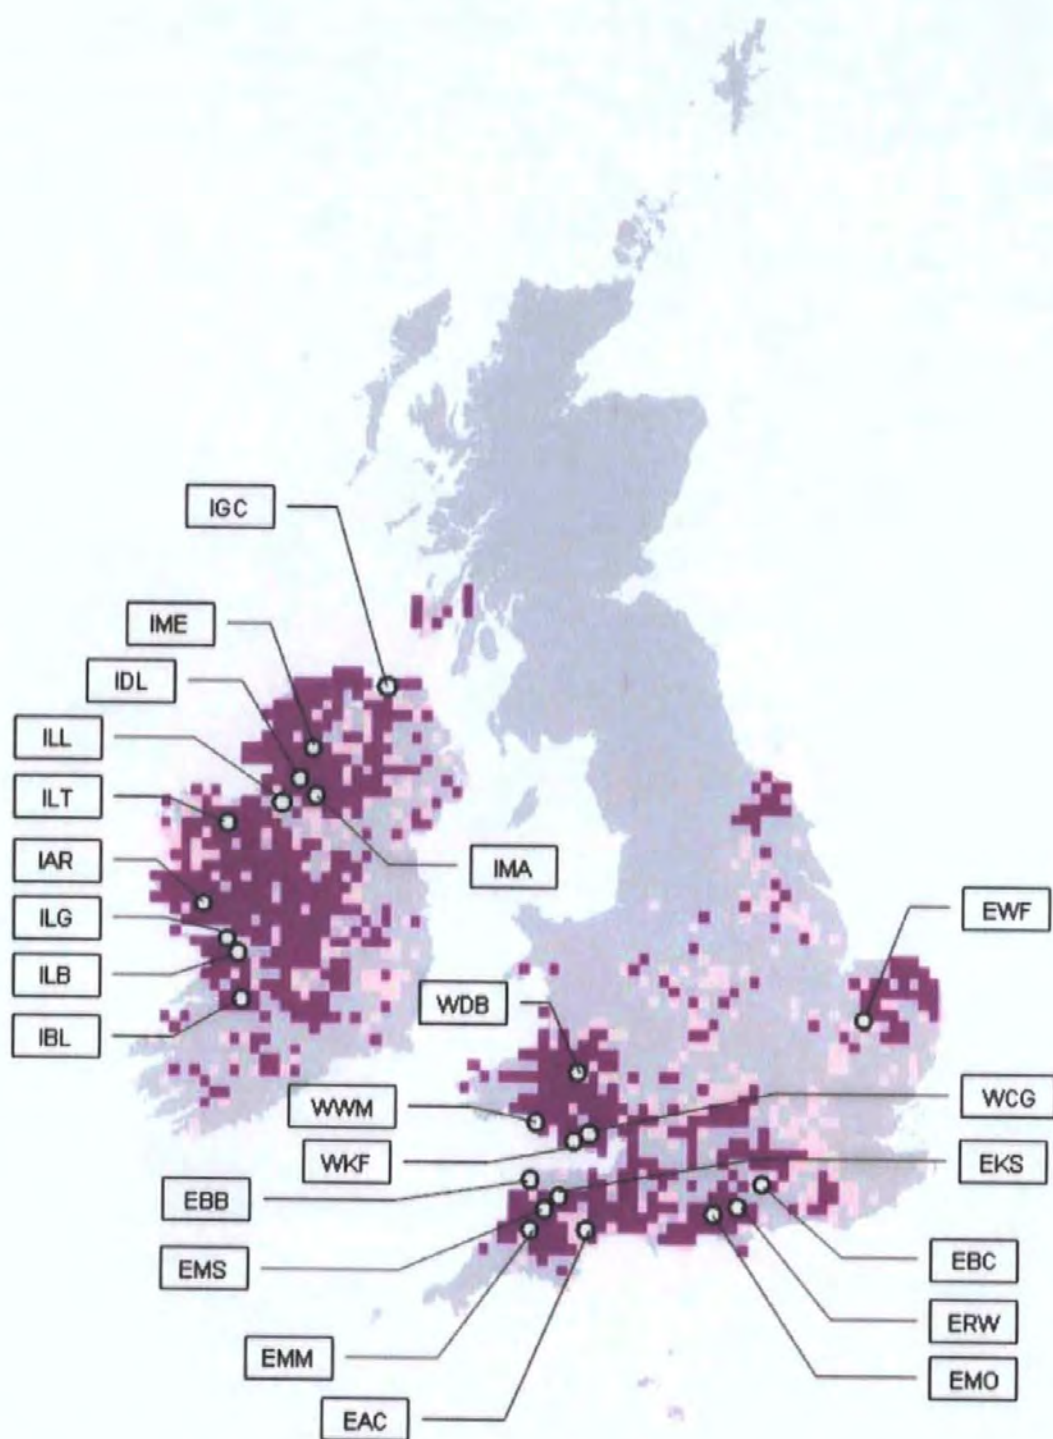 IGC
IME
IDL
ILL
ILT
IAR
IMA
EWF
ILG
ILB
WDB
IBL
WWM
WCG
WKF
EKS
EBB
EMS
EBC
ERW
EMM
EMO
EAC